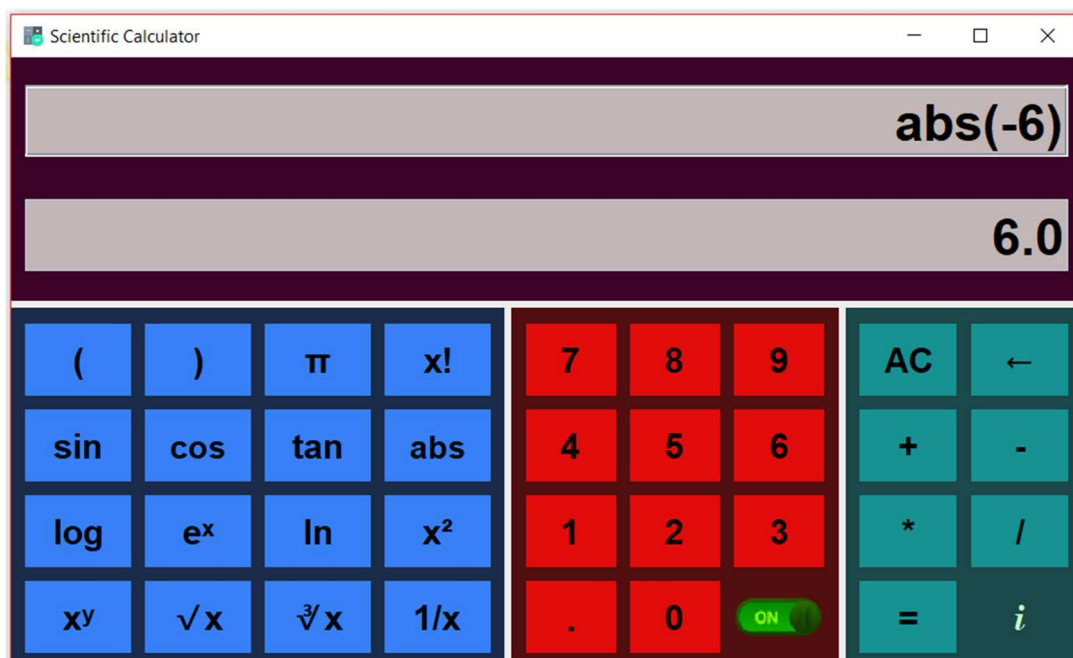 Scientific Calculator
abs(-6)
6.0
( ) π x! 7 8 9 AC ←
sin cos tan abs 4 5 6 + -
log eˣ ln x² 1 2 3 * /
xʸ √x ∛x 1/x . 0 ON = i